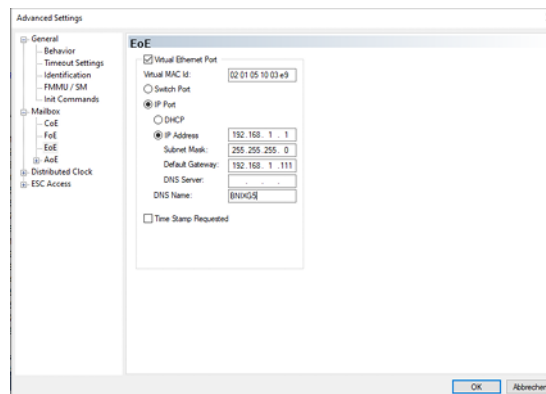 Advanced Settings
General
Behavior
Timeout Settings
Identification
FMMU / SM
Init Commands
Mailbox
CoE
FoE
EoE
AoE
Distributed Clock
ESC Access
EoE
Virtual Ethernet Port
Virtual MAC Id: 02 01 05 10 03 e9
Switch Port
IP Port
DHCP
IP Address 192.168. 1 . 1
Subnet Mask: 255.255.255. 0
Default Gateway: 192.168. 1 .111
DNS Server: . . .
DNS Name: BNIXG5
Time Stamp Requested
OK
Abbrechen